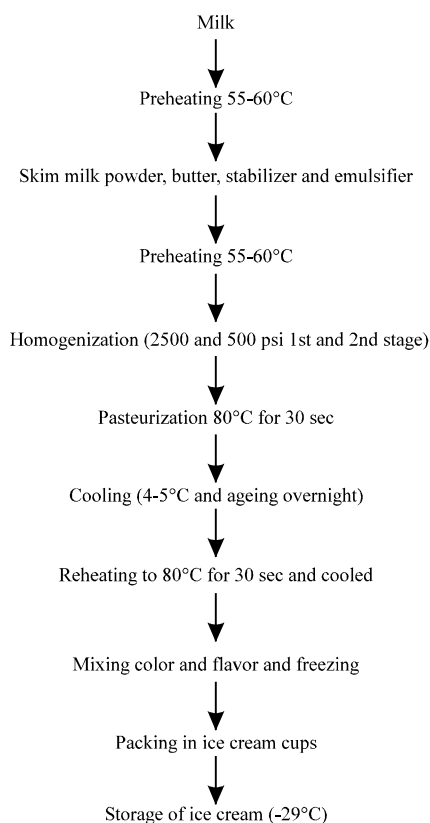 Milk
Preheating 55-60°C
Skim milk powder, butter, stabilizer and emulsifier
Preheating 55-60°C
Homogenization (2500 and 500 psi 1st and 2nd stage)
Pasteurization 80°C for 30 sec
Cooling (4-5°C and ageing overnight)
Reheating to 80°C for 30 sec and cooled
Mixing color and flavor and freezing
Packing in ice cream cups
Storage of ice cream (-29°C)